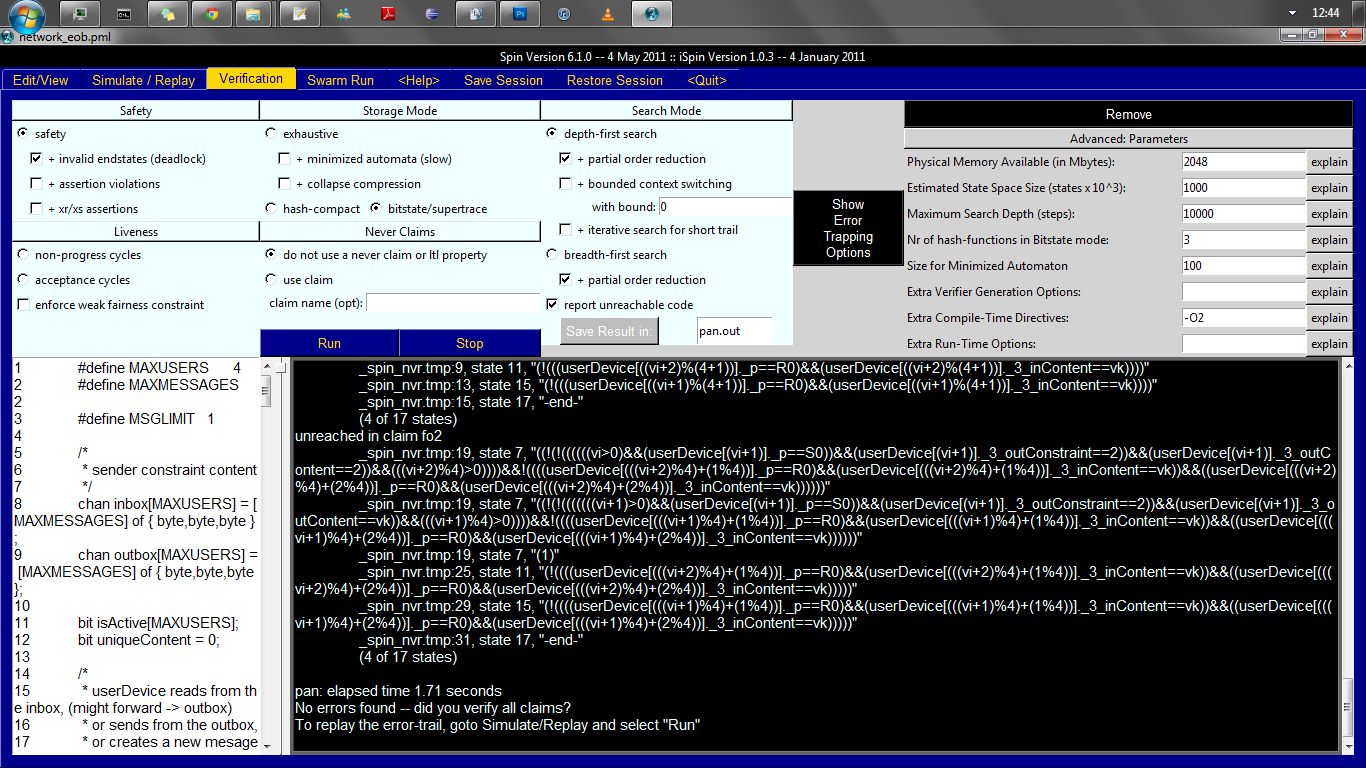 12:44
network_eob.pml
Spin Version 6.1.0 -- 4 May 2011 :: iSpin Version 1.0.3 -- 4 January 2011
Edit/View Simulate / Replay Verification Swarm Run <Help> Save Session Restore Session <Quit>
Safety
safety
+ invalid endstates (deadlock)
+ assertion violations
+ xr/xs assertions
Liveness
non-progress cycles
acceptance cycles
enforce weak fairness constraint
Storage Mode
exhaustive
+ minimized automata (slow)
+ collapse compression
hash-compact bitstate/supertrace
Never Claims
do not use a never claim or ltl property
use claim
claim name (opt):
Run Stop
Search Mode
depth-first search
+ partial order reduction
+ bounded context switching
with bound: 0
+ iterative search for short trail
breadth-first search
+ partial order reduction
report unreachable code
Save Result in: pan.out
Show
Error
Trapping
Options
Remove
Advanced: Parameters
Physical Memory Available (in Mbytes): 2048 explain
Estimated State Space Size (states x 10^3): 1000 explain
Maximum Search Depth (steps): 10000 explain
Nr of hash-functions in Bitstate mode: 3 explain
Size for Minimized Automaton 100 explain
Extra Verifier Generation Options: explain
Extra Compile-Time Directives: -O2 explain
Extra Run-Time Options: explain
1 #define MAXUSERS 4
2 #define MAXMESSAGES
2
3 #define MSGLIMIT 1
4
5 /*
6 * sender constraint content
7 */
8 chan inbox[MAXUSERS] = [
MAXMESSAGES] of { byte,byte,byte }
;
9 chan outbox[MAXUSERS] =
[MAXMESSAGES] of { byte,byte,byte
};
10
11 bit isActive[MAXUSERS];
12 bit uniqueContent = 0;
13
14 /*
15 * userDevice reads from th
e inbox, (might forward -> outbox)
16 * or sends from the outbox,
17 * or creates a new mesage
_spin_nvr.tmp:9, state 11, "(!(((userDevice[((vi+2)%(4+1))]._p==R0)&&(userDevice[((vi+2)%(4+1))]._3_inContent==vk))))"
_spin_nvr.tmp:13, state 15, "(!(((userDevice[((vi+1)%(4+1))]._p==R0)&&(userDevice[((vi+1)%(4+1))]._3_inContent==vk))))"
_spin_nvr.tmp:15, state 17, "-end-"
(4 of 17 states)
unreached in claim fo2
_spin_nvr.tmp:19, state 7, "((!(!((((((vi>0)&&(userDevice[(vi+1)]._p==S0))&&(userDevice[(vi+1)]._3_outConstraint==2))&&(userDevice[(vi+1)]._3_outC
ontent==2))&&(((vi+2)%4)>0))))&&!((((userDevice[(((vi+2)%4)+(1%4))]._p==R0)&&(userDevice[(((vi+2)%4)+(1%4))]._3_inContent==vk))&&((userDevice[(((vi+2)
%4)+(2%4))]._p==R0)&&(userDevice[(((vi+2)%4)+(2%4))]._3_inContent==vk))))))"
_spin_nvr.tmp:19, state 7, "((!(!(((((((vi+1)>0)&&(userDevice[(vi+1)]._p==S0))&&(userDevice[(vi+1)]._3_outConstraint==2))&&(userDevice[(vi+1)]._3_o
utContent==vk))&&(((vi+1)%4)>0))))&&!((((userDevice[(((vi+1)%4)+(1%4))]._p==R0)&&(userDevice[(((vi+1)%4)+(1%4))]._3_inContent==vk))&&((userDevice[(((
vi+1)%4)+(2%4))]._p==R0)&&(userDevice[(((vi+1)%4)+(2%4))]._3_inContent==vk))))))"
_spin_nvr.tmp:19, state 7, "(1)"
_spin_nvr.tmp:25, state 11, "(!((((userDevice[(((vi+2)%4)+(1%4))]._p==R0)&&(userDevice[(((vi+2)%4)+(1%4))]._3_inContent==vk))&&((userDevice[(((
vi+2)%4)+(2%4))]._p==R0)&&(userDevice[(((vi+2)%4)+(2%4))]._3_inContent==vk)))))"
_spin_nvr.tmp:29, state 15, "(!((((userDevice[(((vi+1)%4)+(1%4))]._p==R0)&&(userDevice[(((vi+1)%4)+(1%4))]._3_inContent==vk))&&((userDevice[(((
vi+1)%4)+(2%4))]._p==R0)&&(userDevice[(((vi+1)%4)+(2%4))]._3_inContent==vk)))))"
_spin_nvr.tmp:31, state 17, "-end-"
(4 of 17 states)
pan: elapsed time 1.71 seconds
No errors found -- did you verify all claims?
To replay the error-trail, goto Simulate/Replay and select "Run"